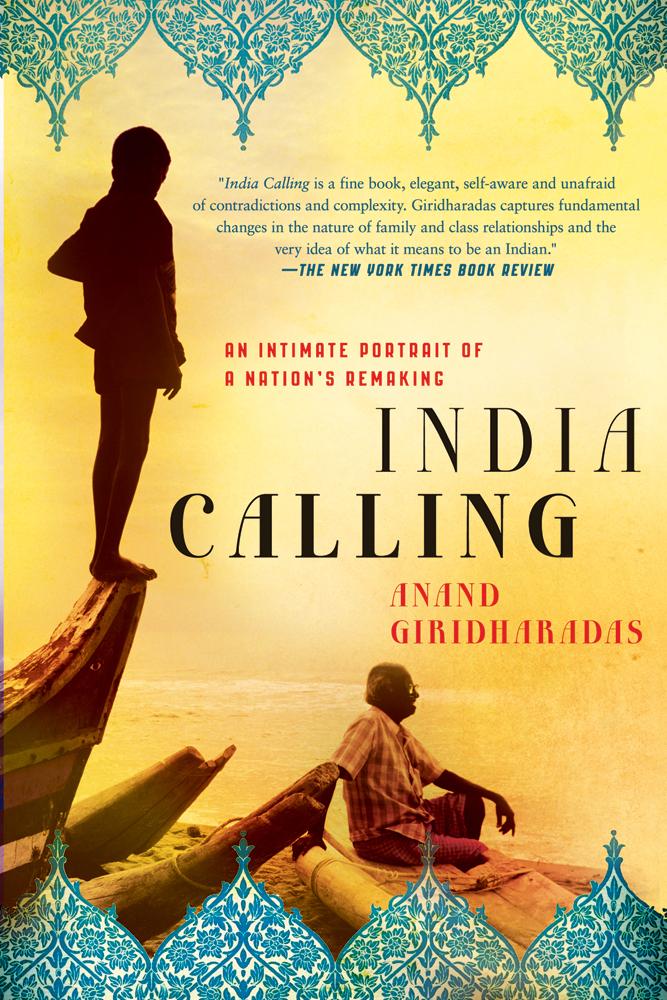 "India Calling is a fine book, elegant, self-aware and unafraid
of contradictions and complexity. Giridharadas captures fundamental
changes in the nature of family and class relationships and the
very idea of what it means to be an Indian."
—THE NEW YORK TIMES BOOK REVIEW
AN INTIMATE PORTRAIT OF
A NATION'S REMAKING
INDIA
CALLING
ANAND
GIRIDHARADAS